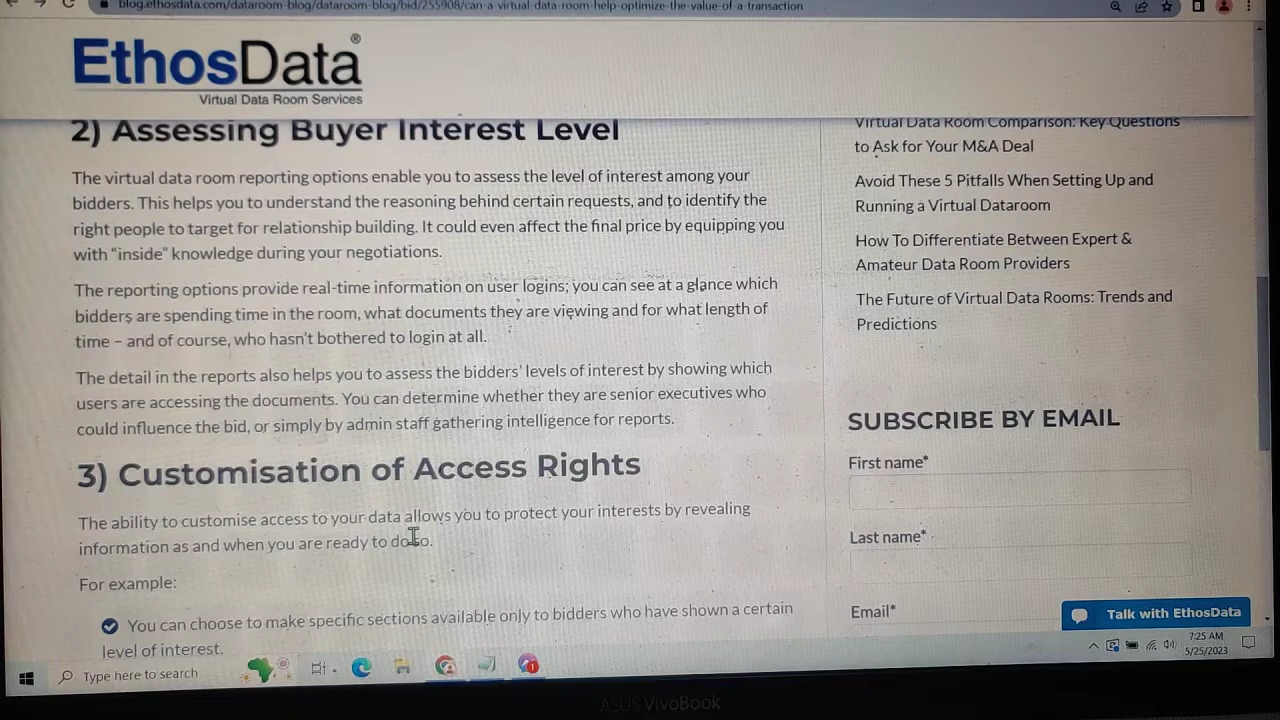 blog.ethosdata.com/dataroom-blog/dataroom-blog/bid/255908/can-a-virtual-data-room-help-optimize-the-value-of-a-transaction
EthosData®
Virtual Data Room Services
2) Assessing Buyer Interest Level
The virtual data room reporting options enable you to assess the level of interest among your
bidders. This helps you to understand the reasoning behind certain requests, and to identify the
right people to target for relationship building. It could even affect the final price by equipping you
with “inside” knowledge during your negotiations.
The reporting options provide real-time information on user logins; you can see at a glance which
bidders are spending time in the room, what documents they are viewing and for what length of
time – and of course, who hasn't bothered to login at all.
The detail in the reports also helps you to assess the bidders' levels of interest by showing which
users are accessing the documents. You can determine whether they are senior executives who
could influence the bid, or simply by admin staff gathering intelligence for reports.
3) Customisation of Access Rights
The ability to customise access to your data allows you to protect your interests by revealing
information as and when you are ready to do so.
For example:
You can choose to make specific sections available only to bidders who have shown a certain
level of interest.
Virtual Data Room Comparison: Key Questions
to Ask for Your M&A Deal
Avoid These 5 Pitfalls When Setting Up and
Running a Virtual Dataroom
How To Differentiate Between Expert &
Amateur Data Room Providers
The Future of Virtual Data Rooms: Trends and
Predictions
SUBSCRIBE BY EMAIL
First name*
Last name*
Email*
Talk with EthosData
Type here to search
1
7:25 AM
5/25/2023
ASUS VivoBook